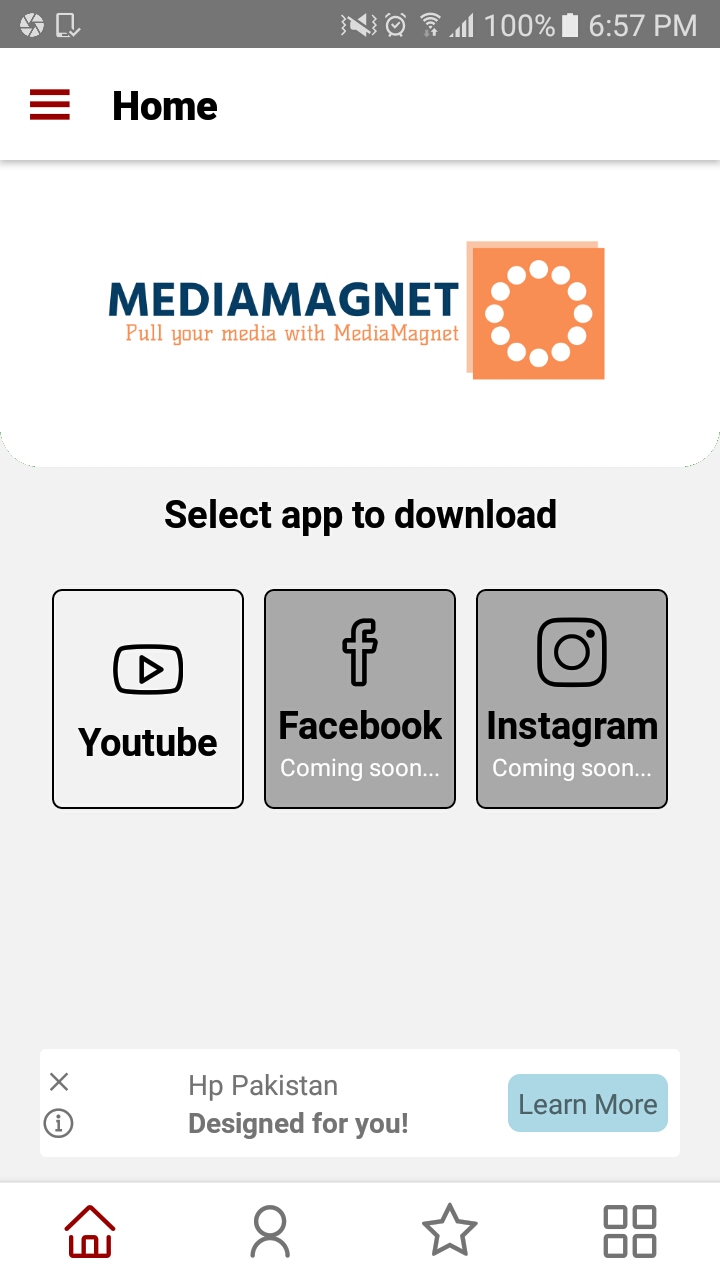 100% 6:57 PM
Home
MEDIAMAGNET
Pull your media with MediaMagnet
Select app to download
Youtube
Facebook
Coming soon...
Instagram
Coming soon...
Hp Pakistan
Designed for you!
Learn More